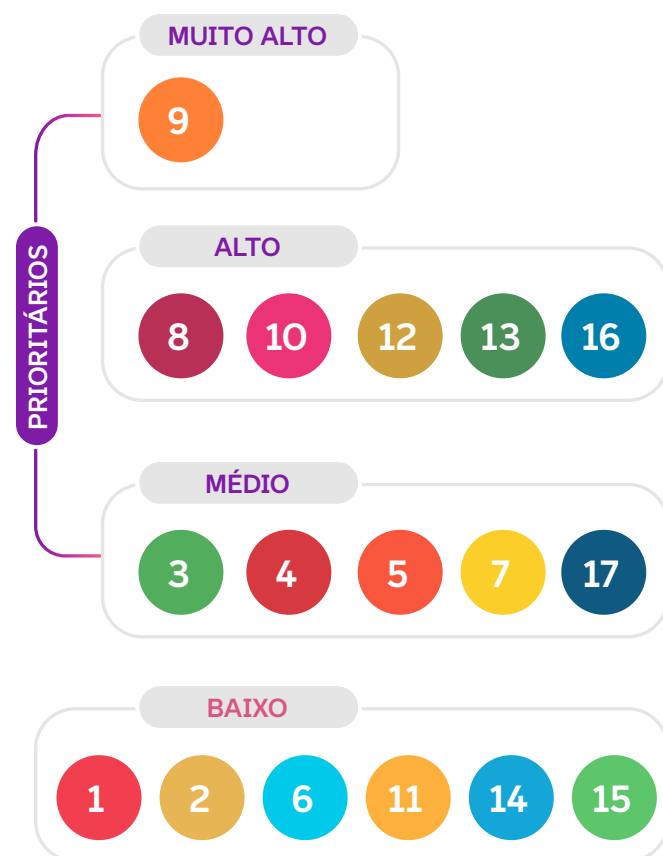 MUITO ALTO
9
PRIORITÁRIOS
ALTO
8 10 12 13 16
MÉDIO
3 4 5 7 17
BAIXO
1 2 6 11 14 15